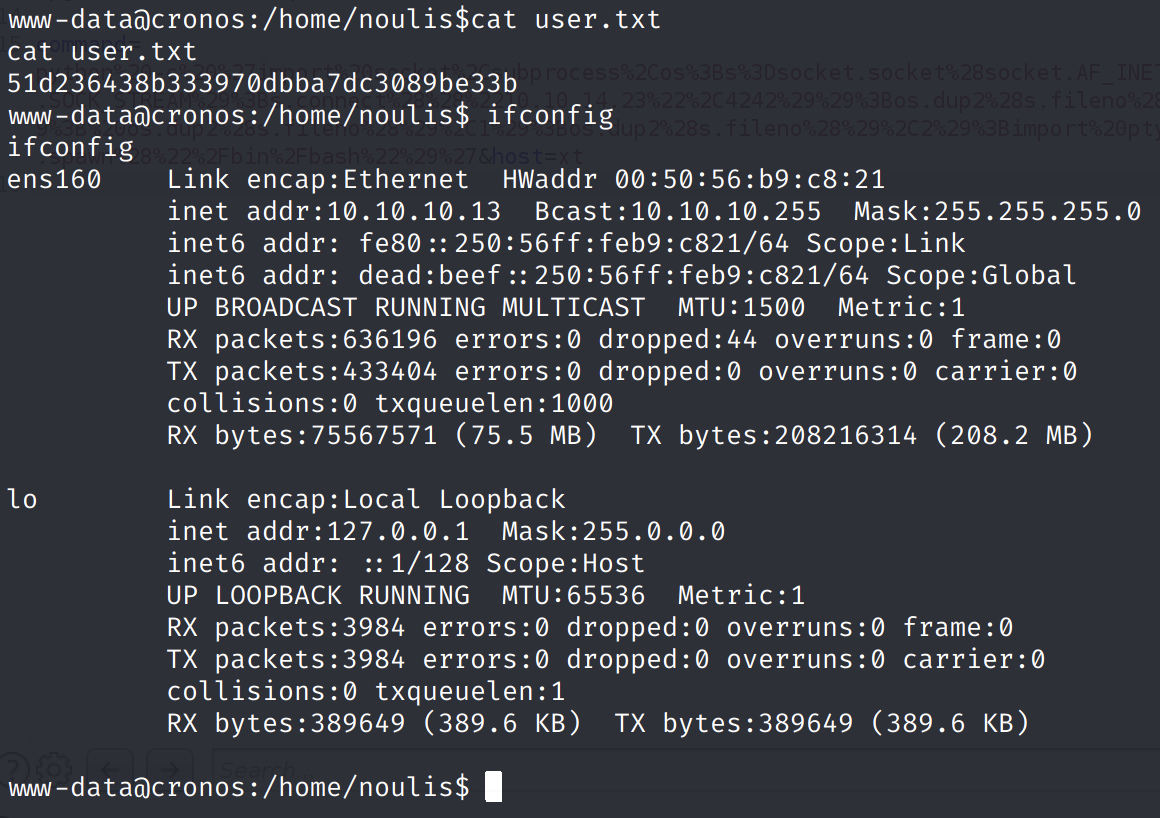 www-data@cronos:/home/noulis$cat user.txt
cat user.txt
51d236438b333970dbba7dc3089be33b
www-data@cronos:/home/noulis$ ifconfig
ifconfig
ens160    Link encap:Ethernet  HWaddr 00:50:56:b9:c8:21
          inet addr:10.10.10.13  Bcast:10.10.10.255  Mask:255.255.255.0
          inet6 addr: fe80::250:56ff:feb9:c821/64 Scope:Link
          inet6 addr: dead:beef::250:56ff:feb9:c821/64 Scope:Global
          UP BROADCAST RUNNING MULTICAST  MTU:1500  Metric:1
          RX packets:636196 errors:0 dropped:44 overruns:0 frame:0
          TX packets:433404 errors:0 dropped:0 overruns:0 carrier:0
          collisions:0 txqueuelen:1000
          RX bytes:75567571 (75.5 MB)  TX bytes:208216314 (208.2 MB)

lo        Link encap:Local Loopback
          inet addr:127.0.0.1  Mask:255.0.0.0
          inet6 addr: ::1/128 Scope:Host
          UP LOOPBACK RUNNING  MTU:65536  Metric:1
          RX packets:3984 errors:0 dropped:0 overruns:0 frame:0
          TX packets:3984 errors:0 dropped:0 overruns:0 carrier:0
          collisions:0 txqueuelen:1
          RX bytes:389649 (389.6 KB)  TX bytes:389649 (389.6 KB)

Search...
www-data@cronos:/home/noulis$